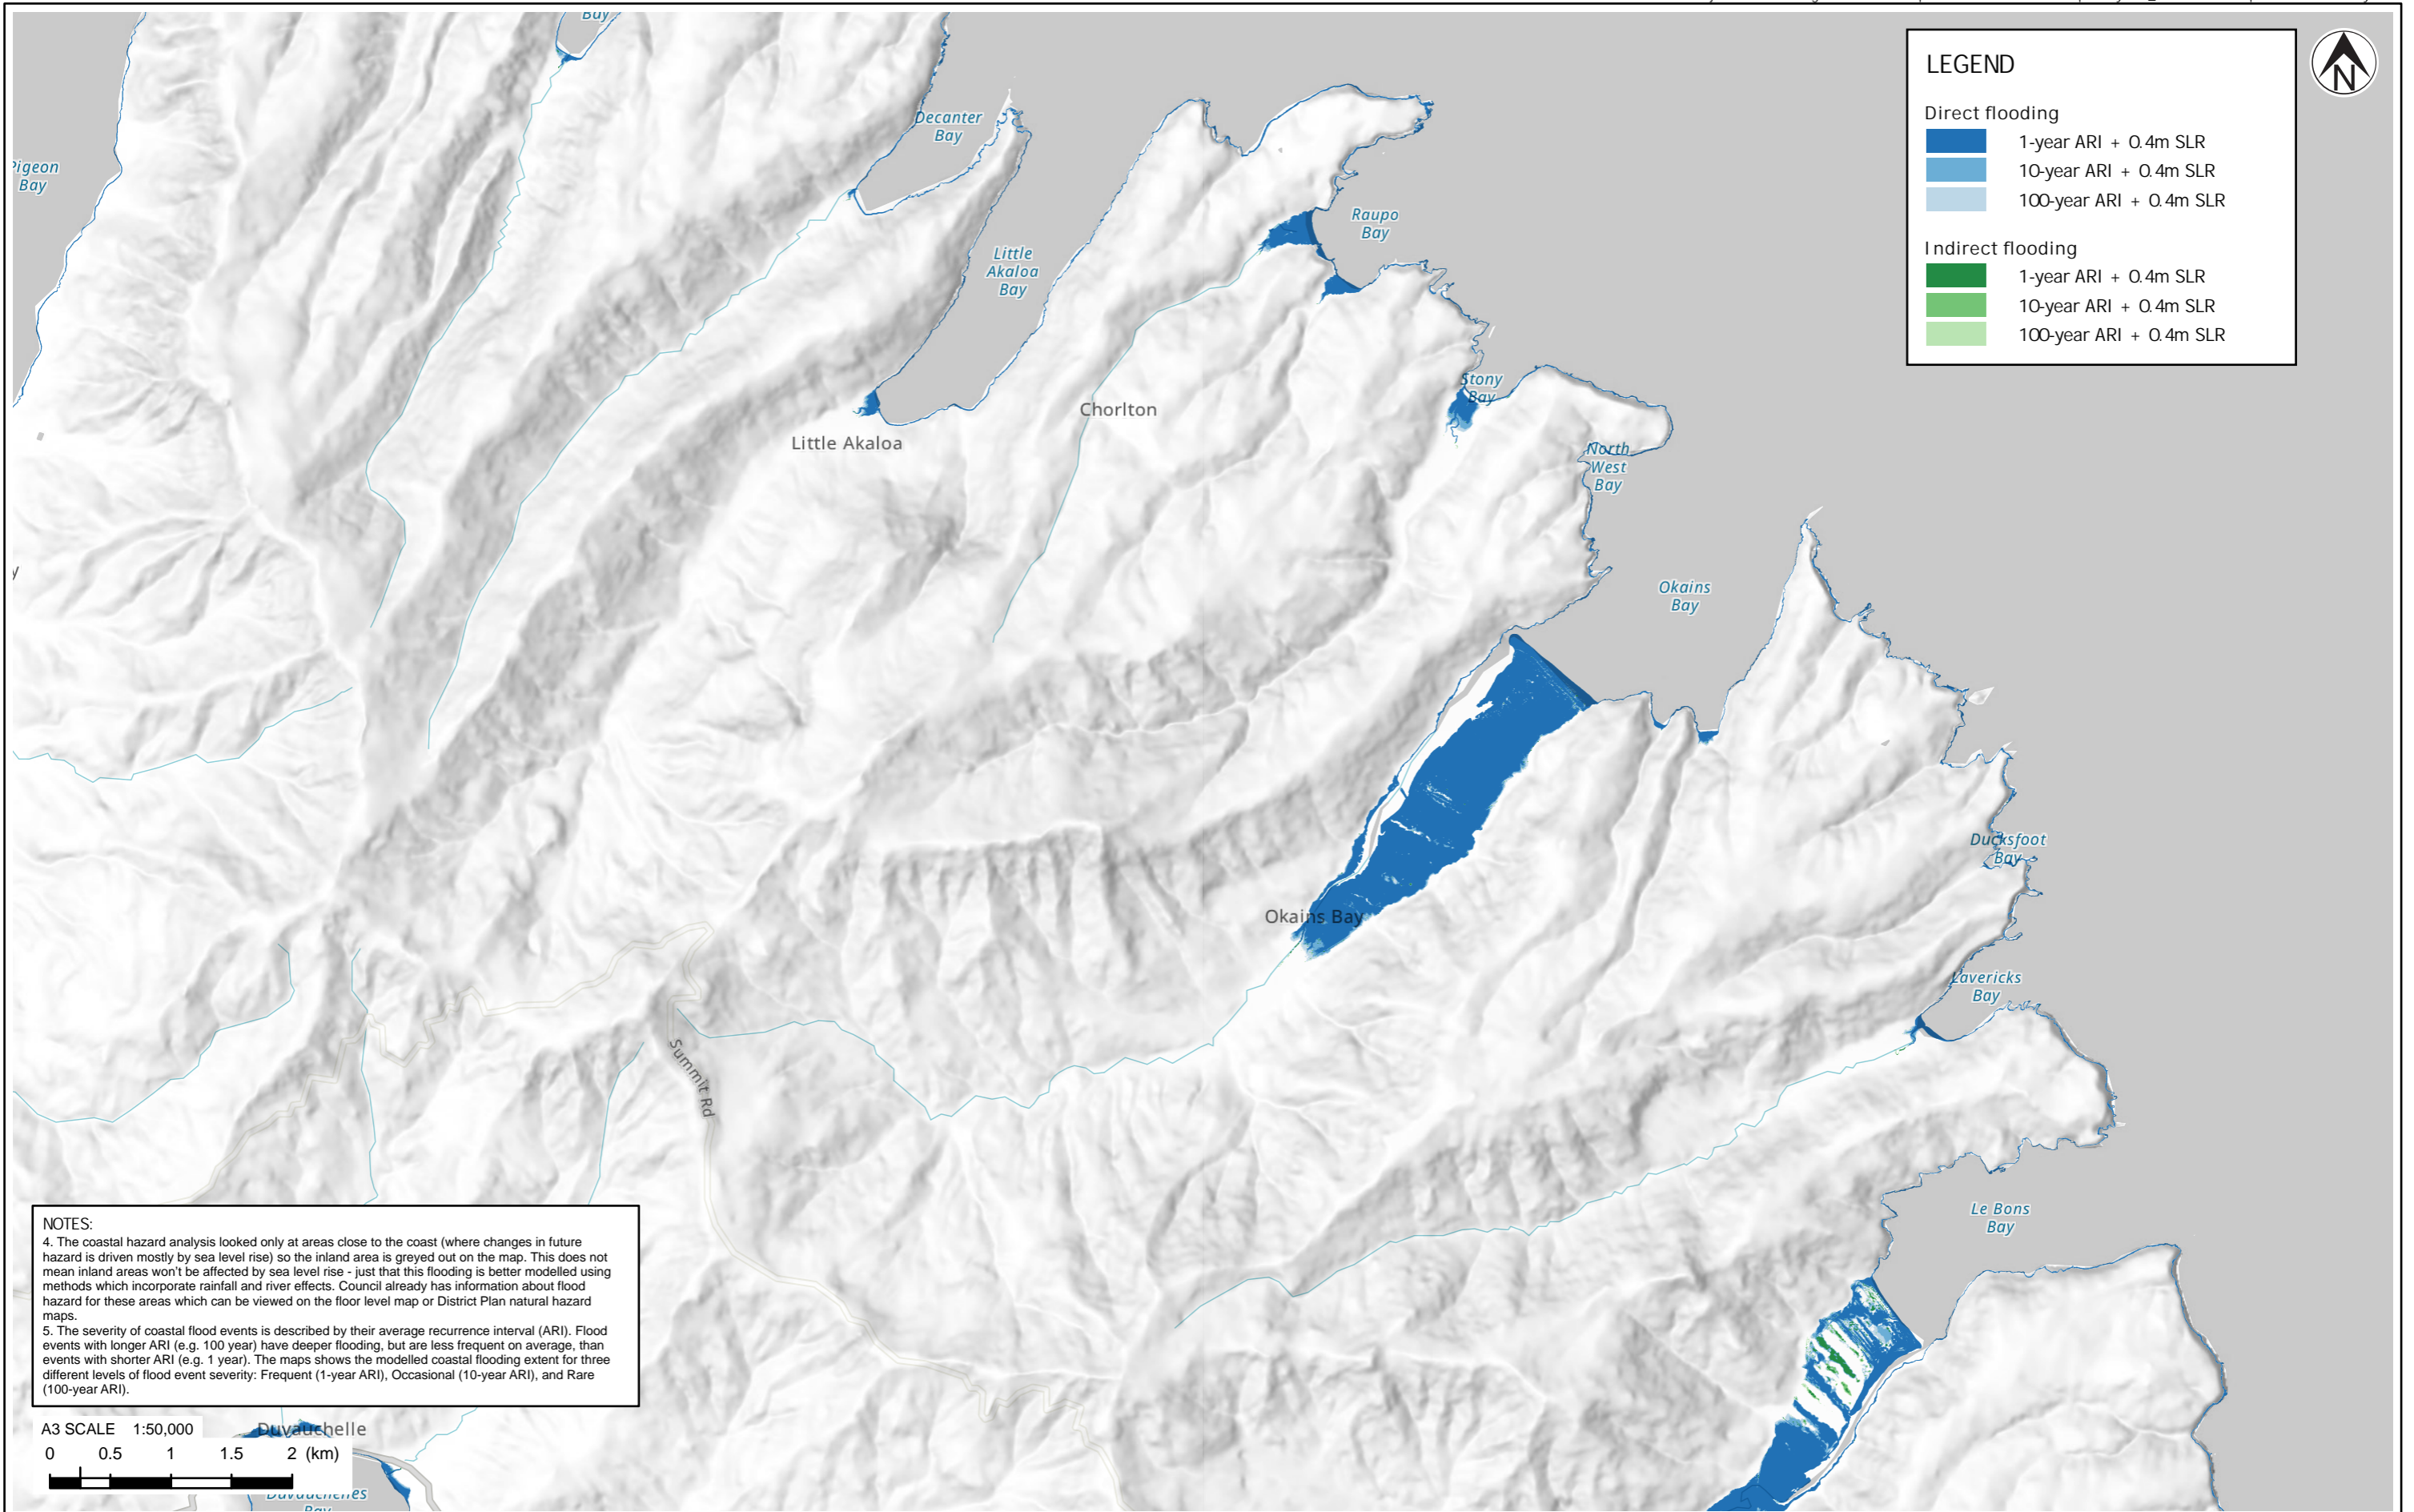 LEGEND
Direct flooding
1-year ARI + 0.4m SLR
10-year ARI + 0.4m SLR
100-year ARI + 0.4m SLR
Indirect flooding
1-year ARI + 0.4m SLR
10-year ARI + 0.4m SLR
100-year ARI + 0.4m SLR
N
Bay
Decanter
Bay
Pigeon
Bay
Little
Akaloa
Bay
Raupo
Bay
Stony
Bay
Chorlton
Little Akaloa
North
West
Bay
Okains
Bay
Ducksfoot
Bay
Okains Bay
Lavericks
Bay
Summit Rd
Le Bons
Bay
NOTES:
4. The coastal hazard analysis looked only at areas close to the coast (where changes in future
hazard is driven mostly by sea level rise) so the inland area is greyed out on the map. This does not
mean inland areas won't be affected by sea level rise - just that this flooding is better modelled using
methods which incorporate rainfall and river effects. Council already has information about flood
hazard for these areas which can be viewed on the floor level map or District Plan natural hazard
maps.
5. The severity of coastal flood events is described by their average recurrence interval (ARI). Flood
events with longer ARI (e.g. 100 year) have deeper flooding, but are less frequent on average, than
events with shorter ARI (e.g. 1 year). The maps shows the modelled coastal flooding extent for three
different levels of flood event severity: Frequent (1-year ARI), Occasional (10-year ARI), and Rare
(100-year ARI).
A3 SCALE 1:50,000
0 0.5 1 1.5 2 (km)
Duvauchelle
Duvauchelles
Bay